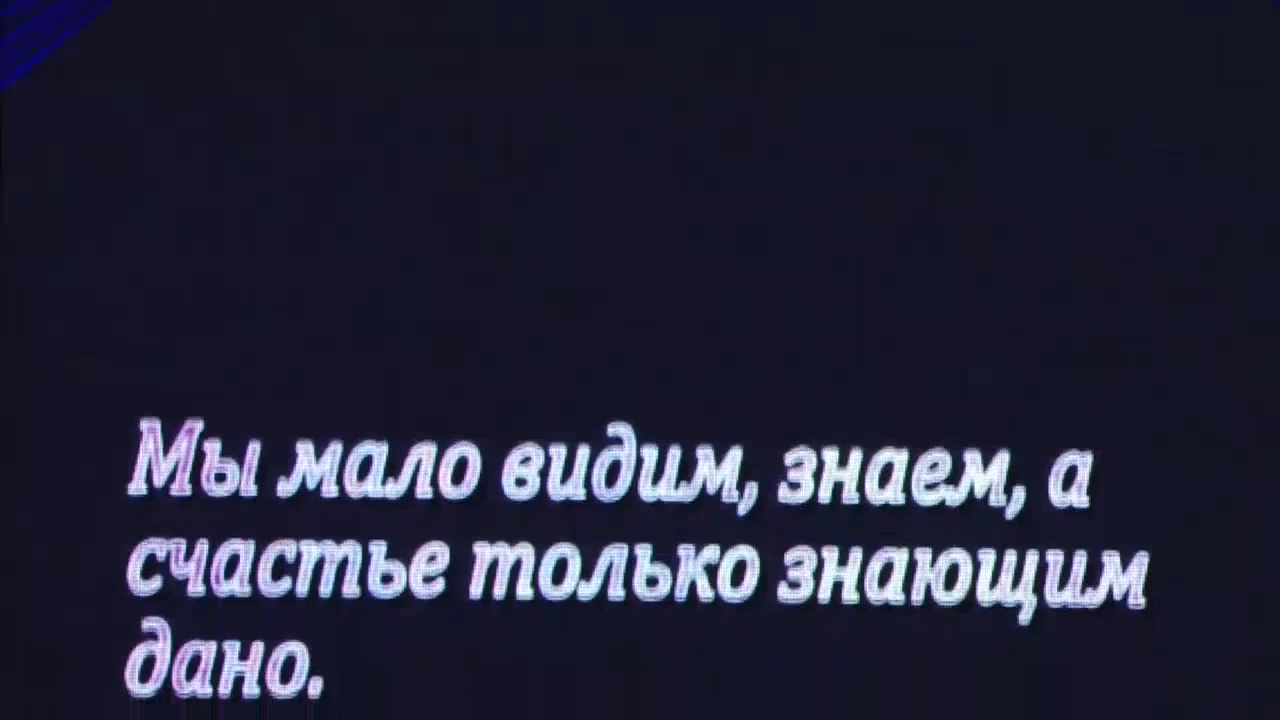 Мы мало видим, знаем, а
счастье только знающим
дано.